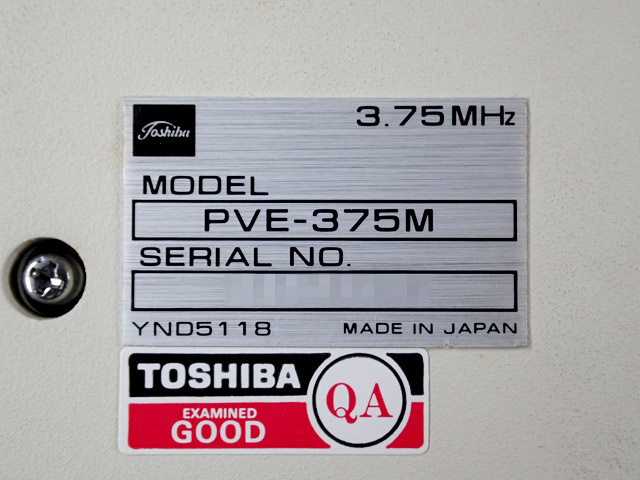 Toshiba
3.75MHz
MODEL
PVE-375M
SERIAL NO.
YND5118 MADE IN JAPAN
TOSHIBA
EXAMINED
GOOD
QA